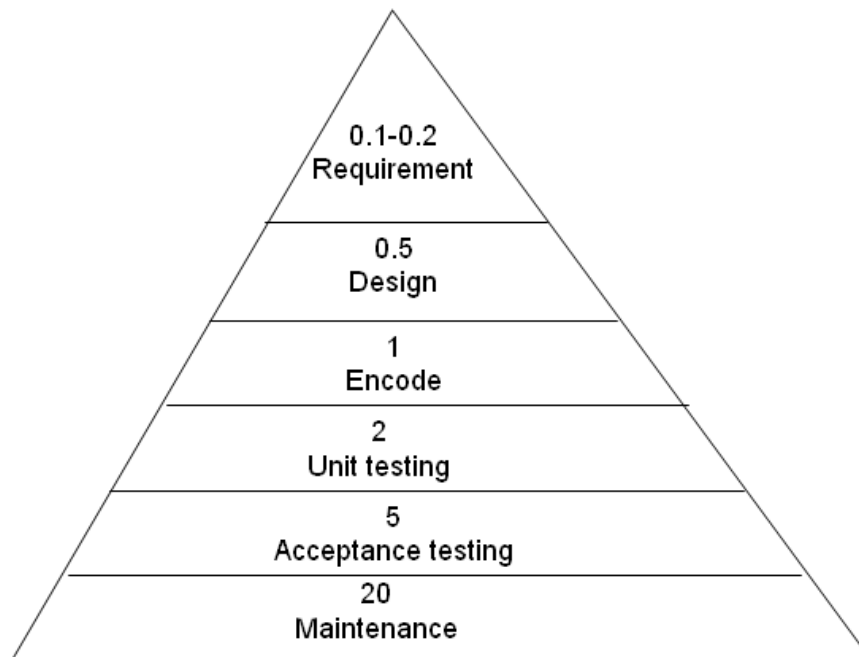 0.1-0.2
Requirement
0.5
Design
1
Encode
2
Unit testing
5
Acceptance testing
20
Maintenance